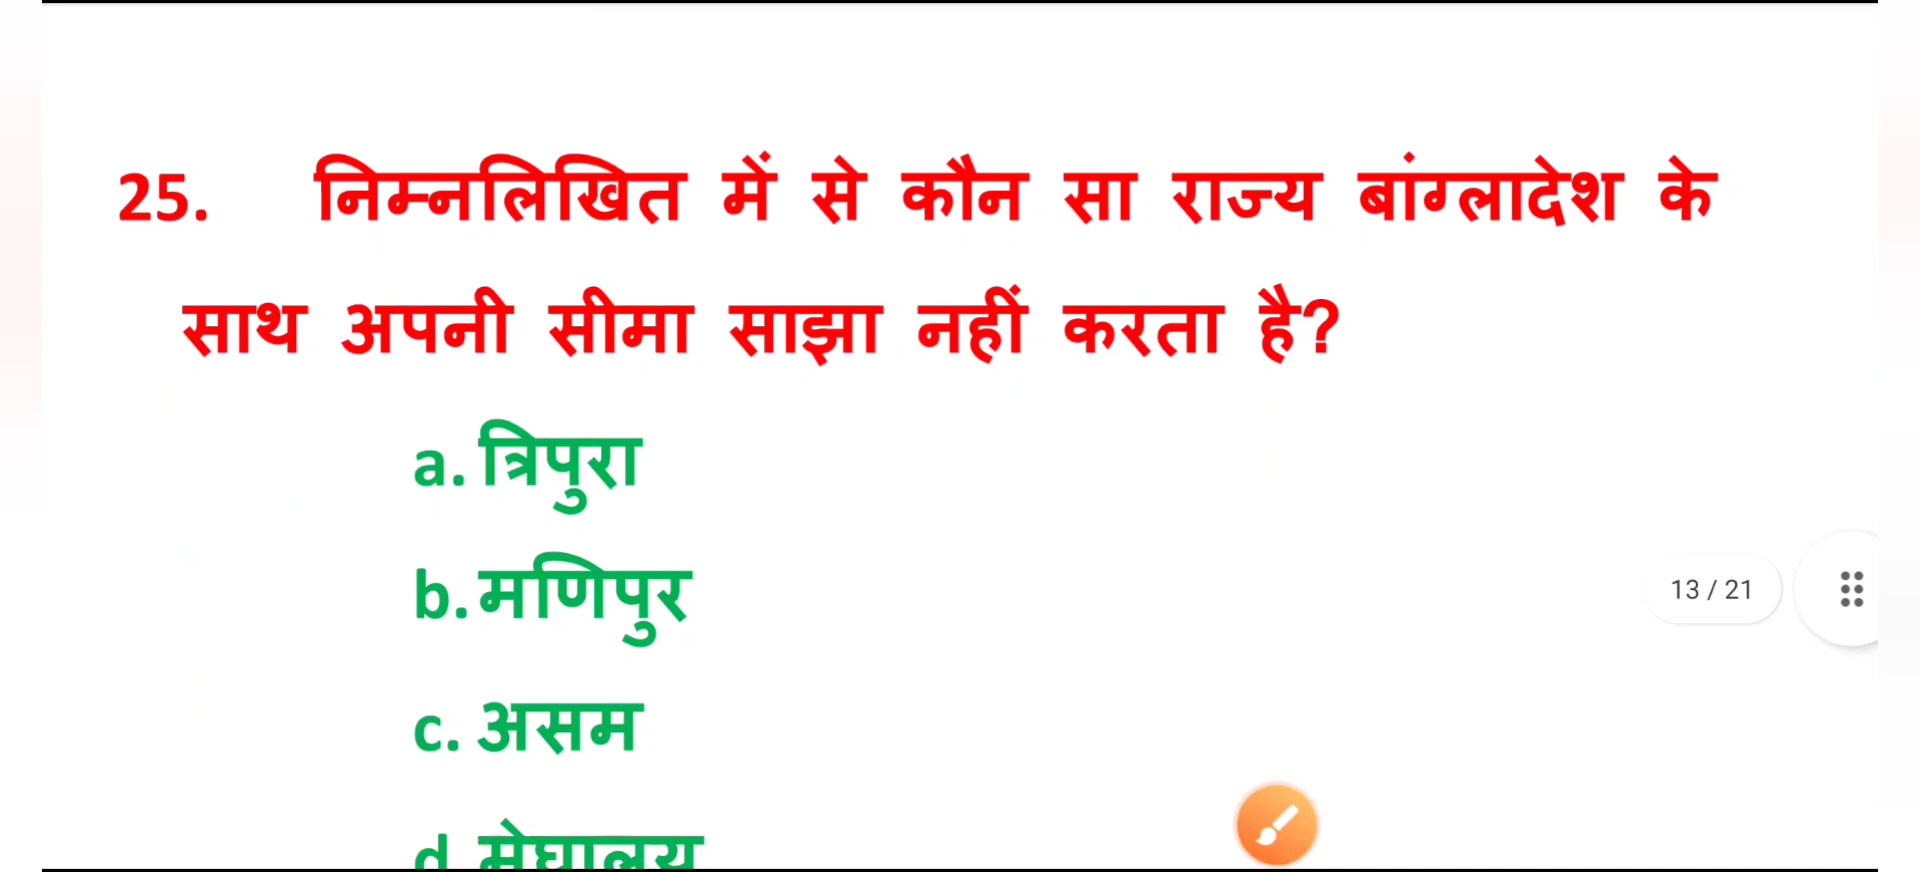 25. निम्नलिखित में से कौन सा राज्य बांग्लादेश के
साथ अपनी सीमा साझा नहीं करता है?
a. त्रिपुरा
b. मणिपुर
13 / 21
c. असम
d मेघालय